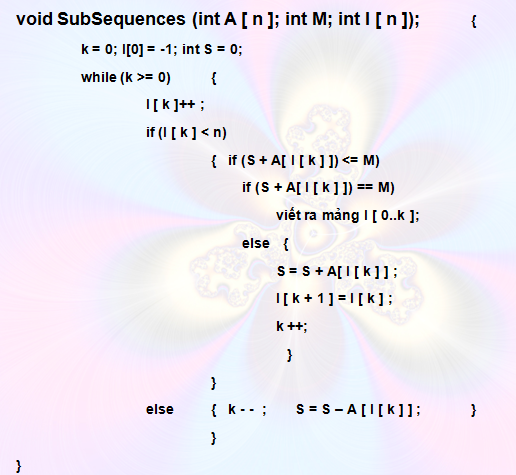 void SubSequences (int A [ n ]; int M; int I [ n ]); {
k = 0; I[0] = -1; int S = 0;
while (k >= 0) {
I [ k ]++ ;
if (I [ k ] < n)
{ if (S + A[ I [ k ] ]) <= M)
if (S + A[ I [ k ] ]) == M)
viết ra mảng I [ 0..k ];
else {
S = S + A[ I [ k ] ] ;
I [ k + 1 ] = I [ k ] ;
k ++;
}
}
else { k - - ; S = S – A [ I [ k ] ] ; }
}
}